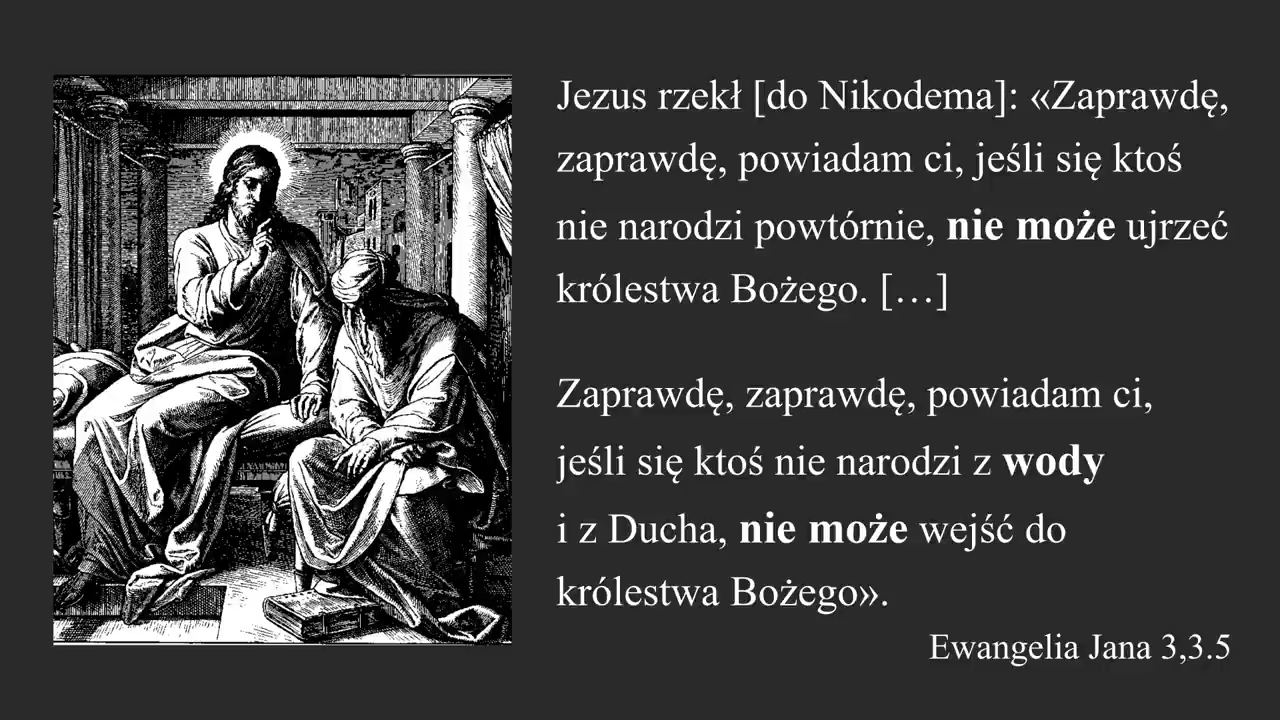 Jezus rzekł [do Nikodema]: «Zaprawdę,
zaprawdę, powiadam ci, jeśli się ktoś
nie narodzi powtórnie, nie może ujrzeć
królestwa Bożego. […]
Zaprawdę, zaprawdę, powiadam ci,
jeśli się ktoś nie narodzi z wody
i z Ducha, nie może wejść do
królestwa Bożego».
Ewangelia Jana 3,3.5